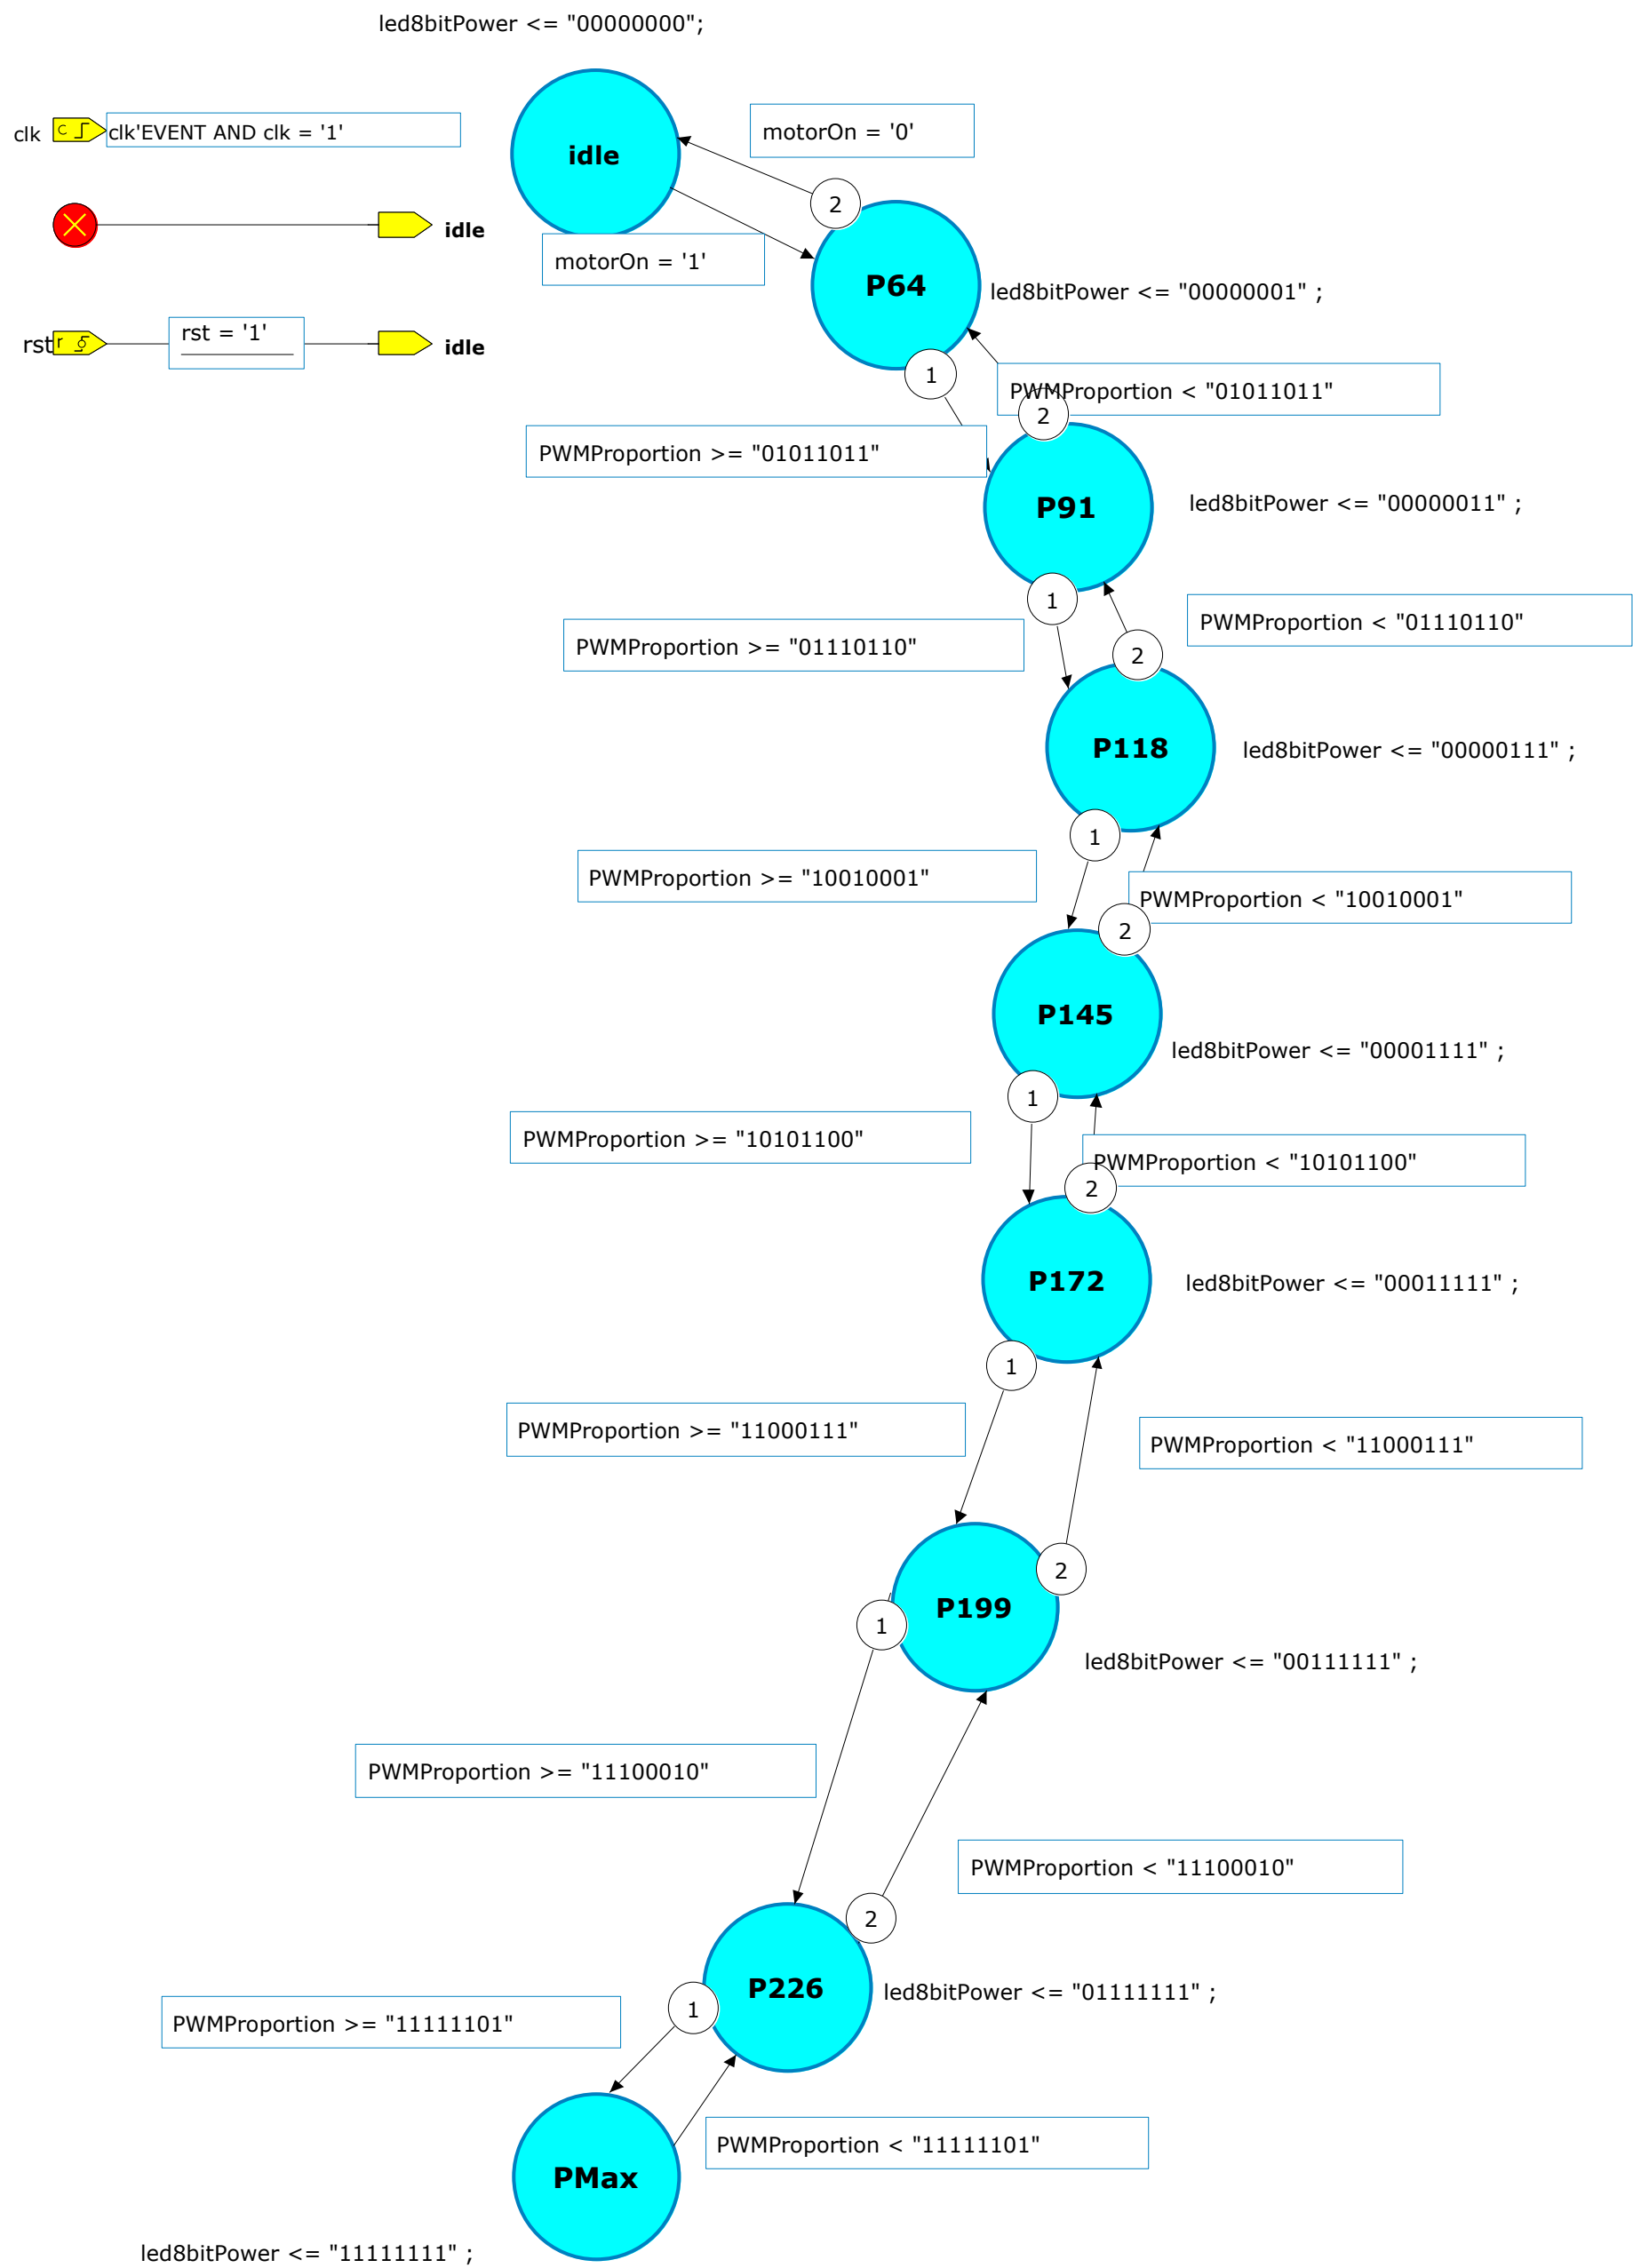 led8bitPower <= "00000000";
clk
C
clk'EVENT AND clk = '1'
idle
motorOn = '0'
2
idle
motorOn = '1'
P64
led8bitPower <= "00000001" ;
rst
r
rst = '1'
idle
1
PWMProportion < "01011011"
2
PWMProportion >= "01011011"
P91
led8bitPower <= "00000011" ;
1
PWMProportion < "01110110"
PWMProportion >= "01110110"
2
P118
led8bitPower <= "00000111" ;
1
PWMProportion >= "10010001"
PWMProportion < "10010001"
2
P145
led8bitPower <= "00001111" ;
1
PWMProportion >= "10101100"
PWMProportion < "10101100"
2
P172
led8bitPower <= "00011111" ;
1
PWMProportion >= "11000111"
PWMProportion < "11000111"
2
P199
1
led8bitPower <= "00111111" ;
PWMProportion >= "11100010"
PWMProportion < "11100010"
2
P226
led8bitPower <= "01111111" ;
1
PWMProportion >= "11111101"
PWMProportion < "11111101"
PMax
led8bitPower <= "11111111" ;